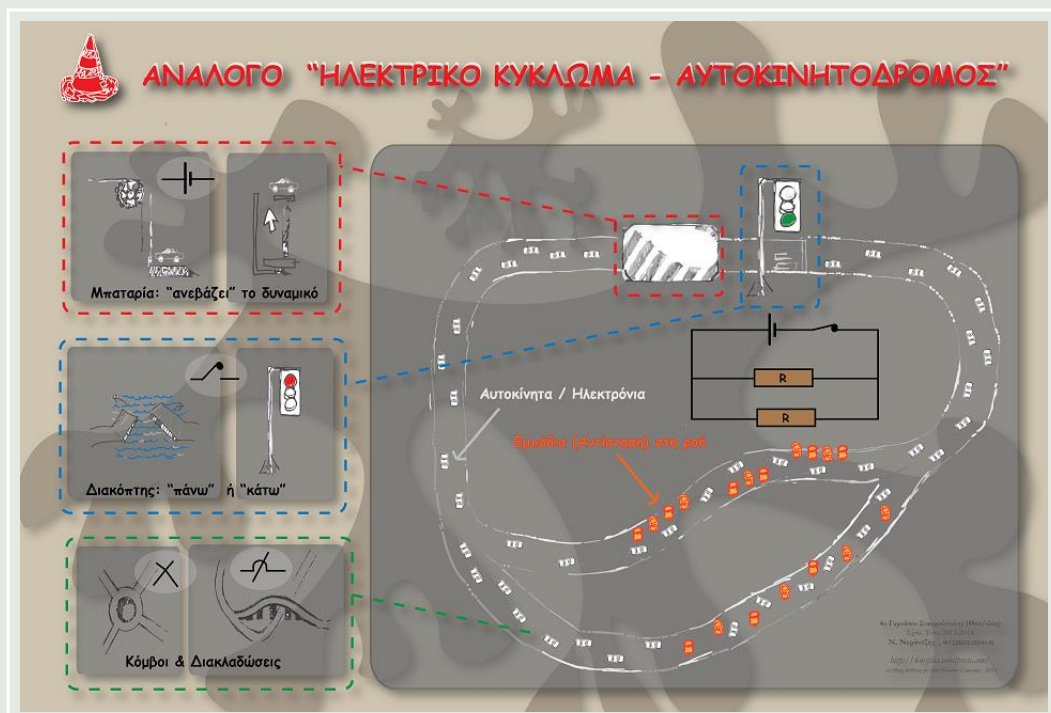 ΑΝΑΛΟΓΟ "ΗΛΕΚΤΡΙΚΟ ΚΥΚΛΩΜΑ - ΑΥΤΟΚΙΝΗΤΟΔΡΟΜΟΣ"
Μπαταρία: "ανεβάζει" το δυναμικό
Διακόπτης: "πάνω" ή "κάτω"
Κόμβοι & Διακλαδώσεις
Αυτοκίνητα / Ηλεκτρόνια
Εμπόδια (Αντίσταση) στη ροή
R
R